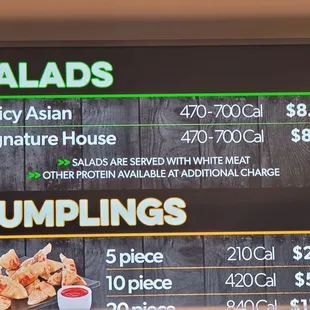 ALADS
icy Asian 470-700 Cal $8.
gnature House 470-700 Cal $8
>> SALADS ARE SERVED WITH WHITE MEAT
>> OTHER PROTEIN AVAILABLE AT ADDITIONAL CHARGE
UMPLINGS
5 piece 210 Cal $2
10 piece 420 Cal $5
20 piece 840 Cal